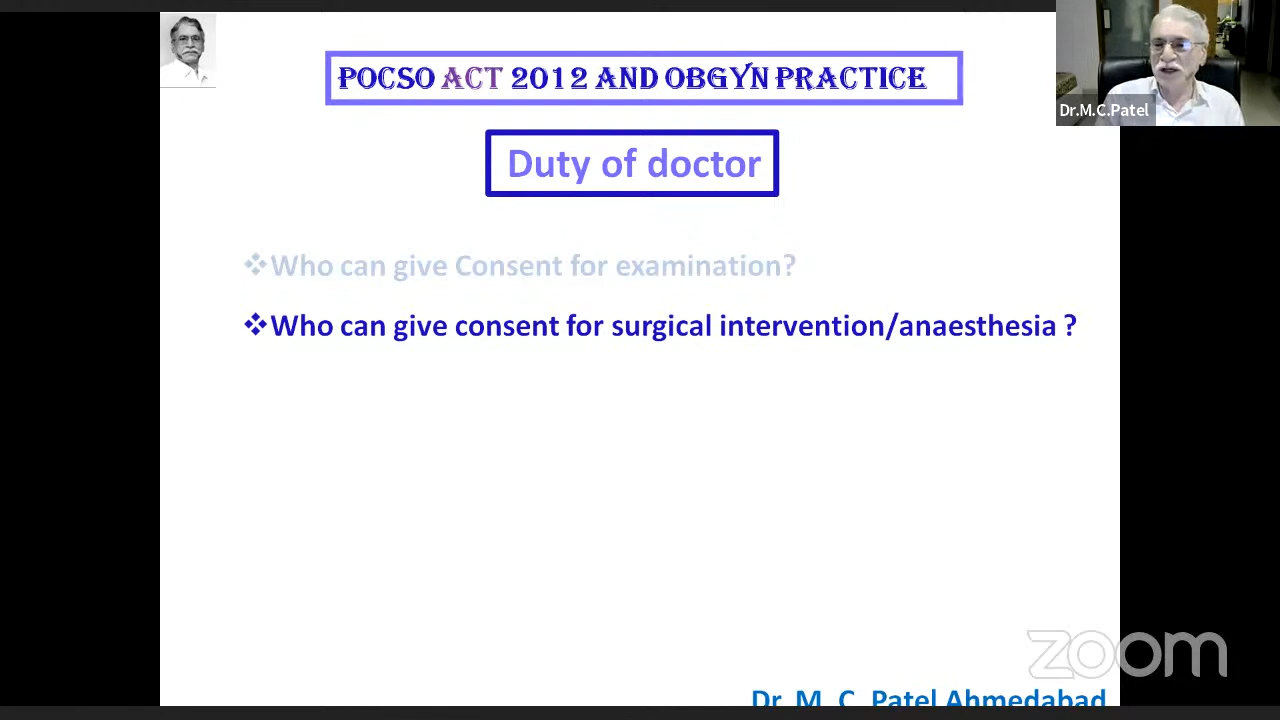 POCSO ACT 2012 AND OBGYN PRACTICE
Dr.M.C.Patel
Duty of doctor
❖Who can give Consent for examination?
❖Who can give consent for surgical intervention/anaesthesia ?
zoom
Dr. M. C. Patel Ahmedabad